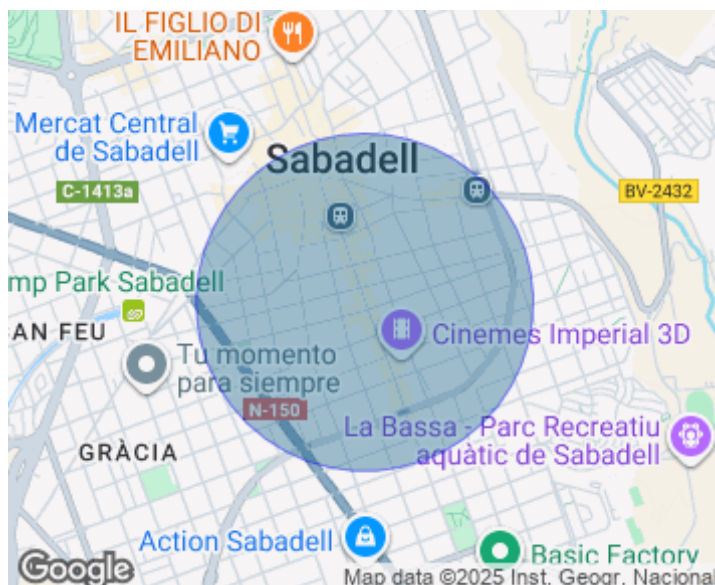 IL FIGLIO DI
EMILIANO
Mercat Central
de Sabadell
Sabadell
C-1413a
BV-2432
mp Park Sabadell
AN FEU
Cinemes Imperial 3D
Tu momento
para siempre
N-150
GRÀCIA
La Bassa - Parc Recreatiu
aquàtic de Sabadell
Action Sabadell
Basic Factory
Google
Map data ©2025 Inst. Geogr. Nacional